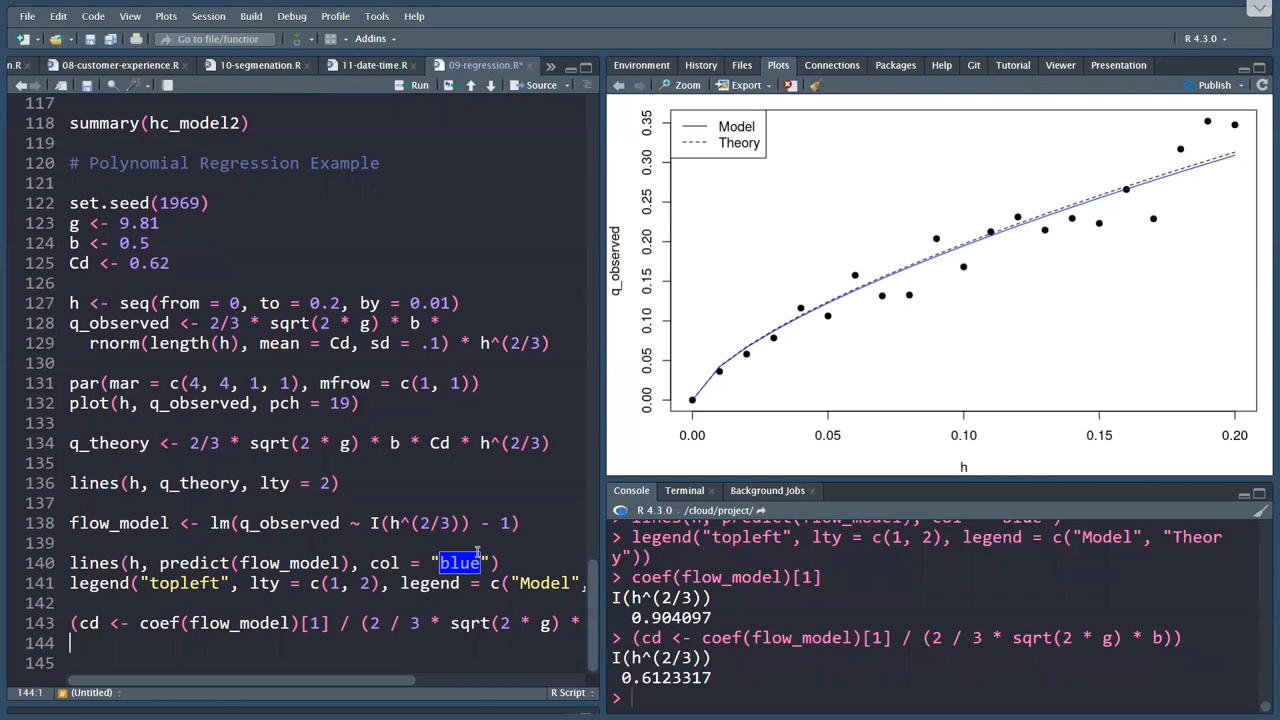 File Edit Code View Plots Session Build Debug Profile Tools Help
Go to file/function Addins R 4.3.0
n.R 08-customer-experience.R 10-segmenation.R 11-date-time.R 09-regression.R*
Run Source
117
118 summary(hc_model2)
119
120 # Polynomial Regression Example
121
122 set.seed(1969)
123 g <- 9.81
124 b <- 0.5
125 Cd <- 0.62
126
127 h <- seq(from = 0, to = 0.2, by = 0.01)
128 q_observed <- 2/3 * sqrt(2 * g) * b *
129 rnorm(length(h), mean = Cd, sd = .1) * h^(2/3)
130
131 par(mar = c(4, 4, 1, 1), mfrow = c(1, 1))
132 plot(h, q_observed, pch = 19)
133
134 q_theory <- 2/3 * sqrt(2 * g) * b * Cd * h^(2/3)
135
136 lines(h, q_theory, lty = 2)
137
138 flow_model <- lm(q_observed ~ I(h^(2/3)) - 1)
139
140 lines(h, predict(flow_model), col = "blue")
141 legend("topleft", lty = c(1, 2), legend = c("Model",
142
143 (cd <- coef(flow_model)[1] / (2 / 3 * sqrt(2 * g) *
144
145
144:1 (Untitled) R Script
Environment History Files Plots Connections Packages Help Git Tutorial Viewer Presentation
Zoom Export Publish
Model
Theory
q_observed
0.35
0.30
0.25
0.20
0.15
0.10
0.05
0.00
0.00 0.05 0.10 0.15 0.20
h
Console Terminal Background Jobs
R 4.3.0 · /cloud/project/
> lines(h, predict(flow_model), col = "blue")
> legend("topleft", lty = c(1, 2), legend = c("Model", "Theor
y"))
> coef(flow_model)[1]
I(h^(2/3))
0.904097
> (cd <- coef(flow_model)[1] / (2 / 3 * sqrt(2 * g) * b))
I(h^(2/3))
0.6123317
>